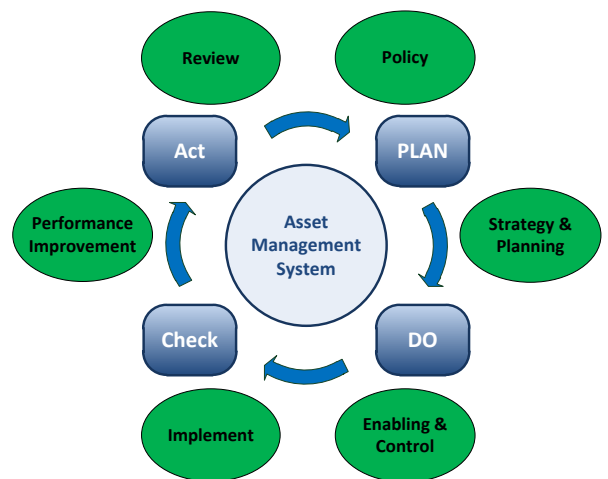 Review
Policy
Act
PLAN
Performance
Improvement
Asset
Management
System
Strategy &
Planning
Check
DO
Implement
Enabling &
Control